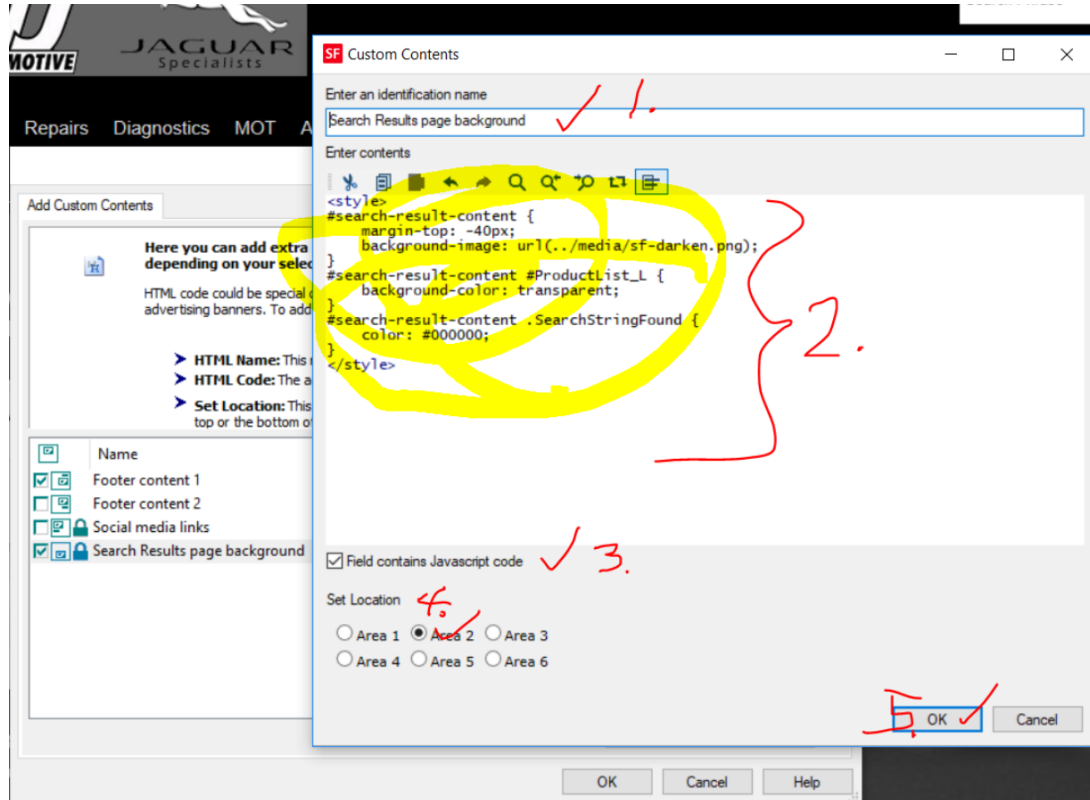 MOTIVE
JAGUAR
Specialists
Repairs Diagnostics MOT A
Add Custom Contents
Here you can add extra
depending on your selec
HTML code could be special
advertising banners. To add
HTML Name: This
HTML Code: The a
Set Location: This
top or the bottom of
Name
Footer content 1
Footer content 2
Social media links
Search Results page background
SF Custom Contents
Enter an identification name
1.
Search Results page background
Enter contents
<style>
#search-result-content {
margin-top: -40px;
background-image: url(../media/sf-darken.png);
}
#search-result-content #ProductList_L {
background-color: transparent;
}
#search-result-content .SearchStringFound {
color: #000000;
}
</style>
2.
Field contains Javascript code
3.
Set Location
4.
Area 1 Area 2 Area 3
Area 4 Area 5 Area 6
5.
OK Cancel
OK Cancel Help